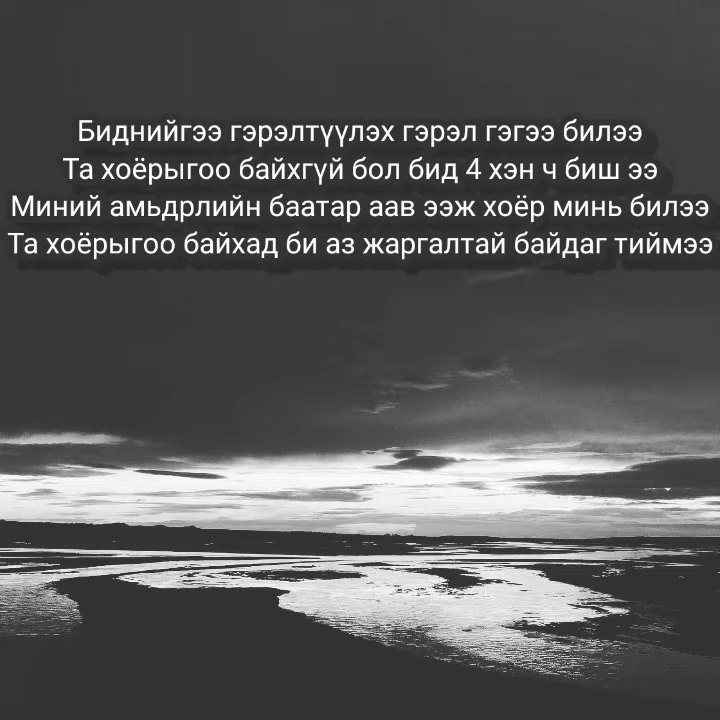 Биднийгээ гэрэлтүүлэх гэрэл гэгээ билээ
Та хоёрыгоо байхгүй бол бид 4 хэн ч биш ээ
Миний амьдрлийн баатар аав ээж хоёр минь билээ
Та хоёрыгоо байхад би аз жаргалтай байдаг тиймээ